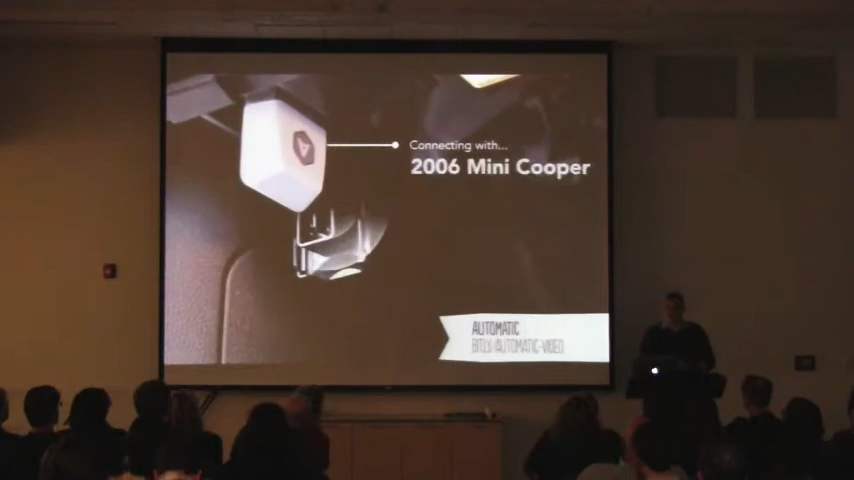 Connecting with...
2006 Mini Cooper
AUTOMATIC
BIT.LY/AUTOMATIC-VIDEO